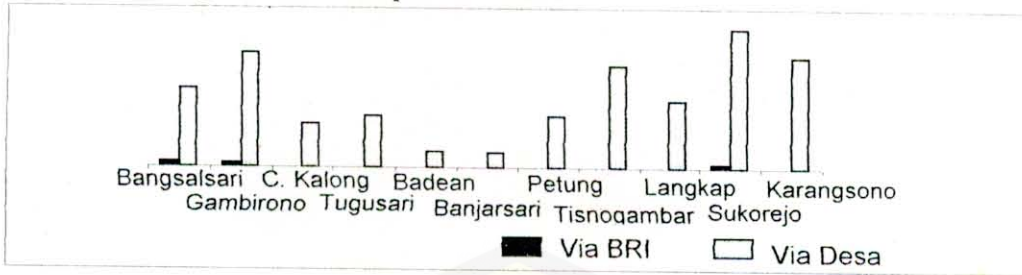 Bangsalsari C. Kalong Badean Petung Langkap Karangsono
Gambirono Tugusari Banjarsari Tisnogambar Sukorejo
Via BRI Via Desa